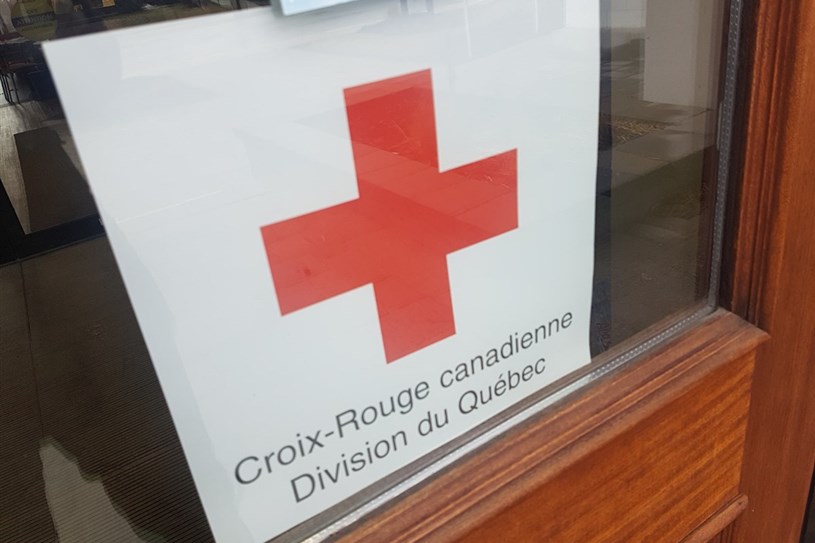 Croix-Rouge canadienne
Division du Québec